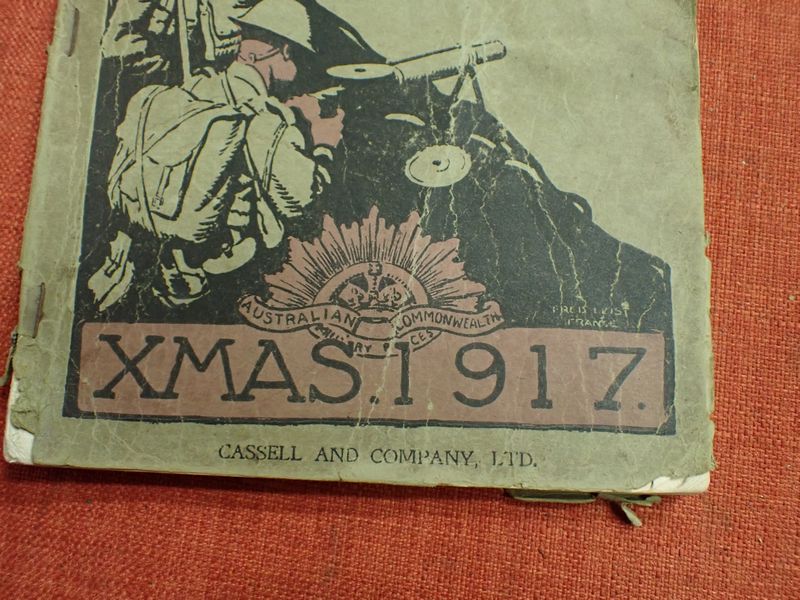 AUSTRALIAN COMMONWEALTH
MILITARY FORCES
FRED LEIST
FRANCE
XMAS. 1917.
CASSELL AND COMPANY, LTD.